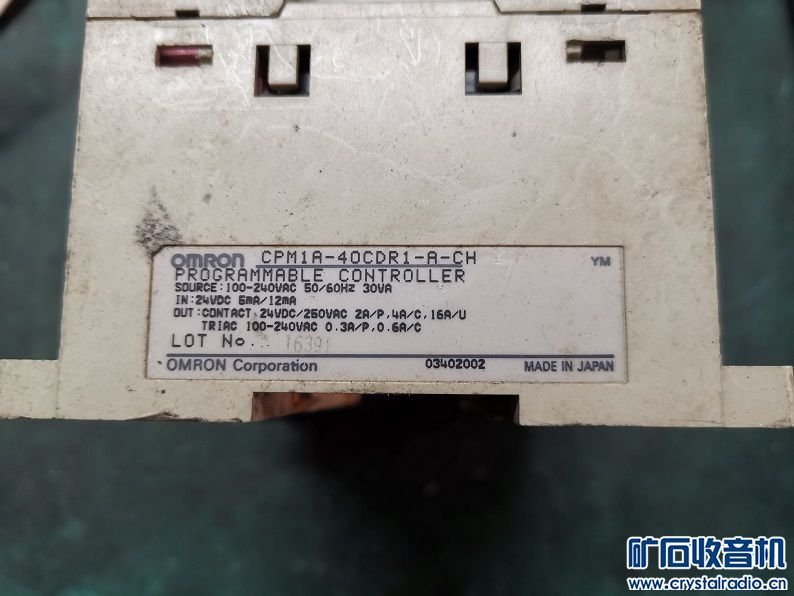 OMRON CPM1A-40CDR1-A-CH YM
PROGRAMMABLE CONTROLLER
SOURCE:100-240VAC 50/60Hz 30VA
IN:24VDC 5mA/12mA
OUT:CONTACT 24VDC/250VAC 2A/P,4A/C,16A/U
TRIAC 100-240VAC 0.3A/P,0.6A/C
LOT No. 16391
OMRON Corporation 03402002 MADE IN JAPAN
矿石收音机
www.crystalradio.cn